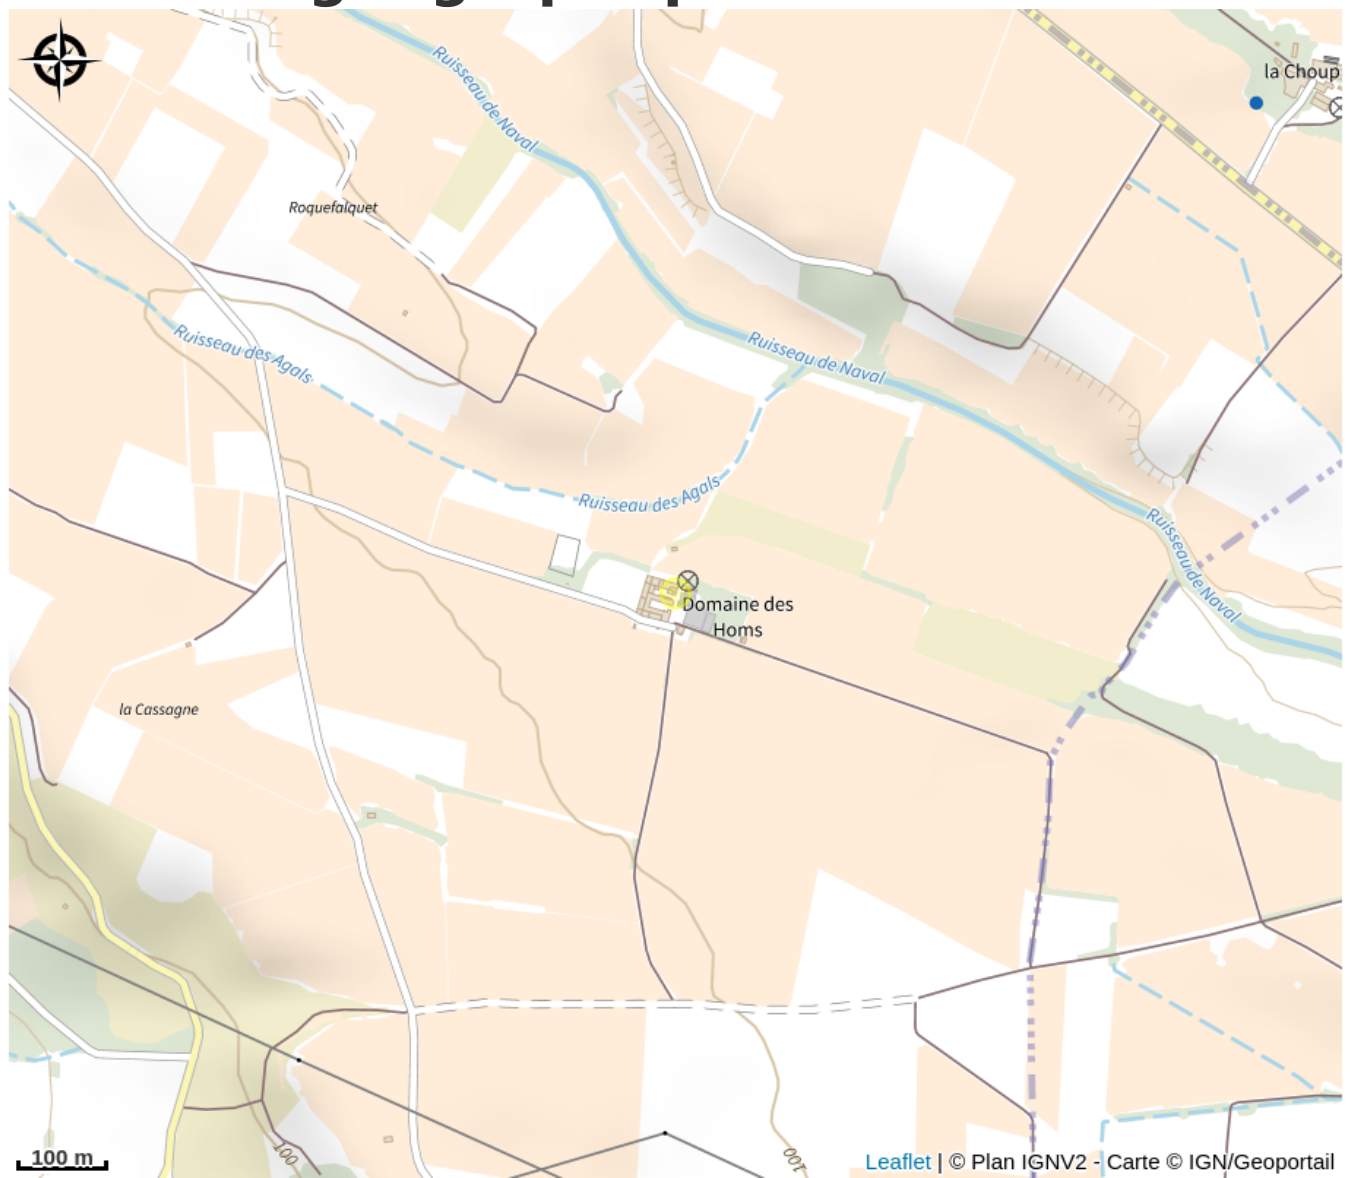 Ruisseau de Naval
la Choup
Roquefalquet
Ruisseau des Agals
Ruisseau de Naval
Ruisseau des Agals
Ruisseau de Naval
Domaine des
Homs
la Cassagne
100
100
100 m
Leaflet | © Plan IGNV2 - Carte © IGN/Geoportail